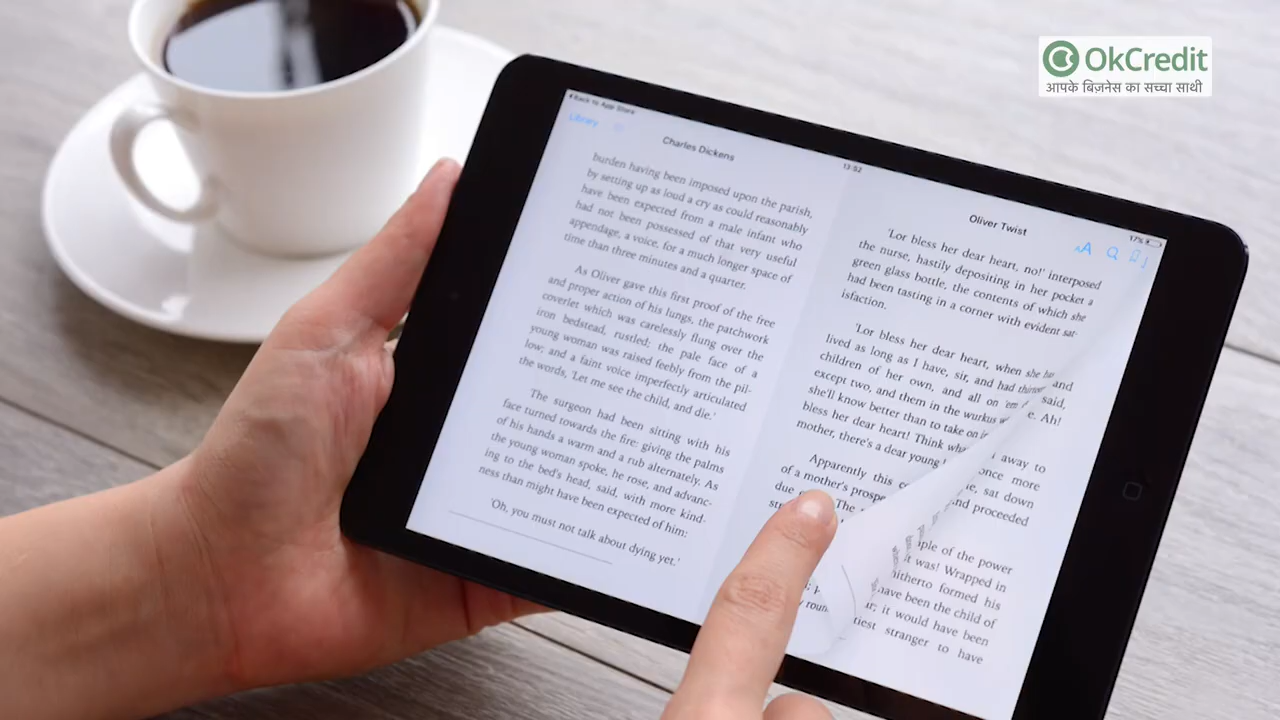 OkCredit
आपके बिज़नेस का सच्चा साथी
Back to App Store
Library
Charles Dickens
burden having been imposed upon the parish,
by setting up as loud a cry as could reasonably
have been expected from a male infant who
had not been possessed of that very useful
appendage, a voice, for a much longer space of
time than three minutes and a quarter.
As Oliver gave this first proof of the free
and proper action of his lungs, the patchwork
coverlet which was carelessly flung over the
iron bedstead, rustled; the pale face of a
young woman was raised feebly from the pil-
low; and a faint voice imperfectly articulated
the words, 'Let me see the child, and die.'
The surgeon had been sitting with his
face turned towards the fire: giving the palms
of his hands a warm and a rub alternately. As
the young woman spoke, he rose, and advanc-
ing to the bed's head, said, with more kind-
ness than might have been expected of him:
'Oh, you must not talk about dying yet.'
13:52
17%
Oliver Twist
AA
'Lor bless her dear heart, no!' interposed
the nurse, hastily depositing in her pocket a
green glass bottle, the contents of which she
had been tasting in a corner with evident sat-
isfaction.
'Lor bless her dear heart, when she has
lived as long as I have, sir, and had thirteen
children of her own, and all on 'em
except two, and them in the wurkus
she'll know better than to take on
bless her dear heart! Think
mother, there's a dear young
Apparently this
of a mother's
due The
and
said,
e. Ah!
away to
once more
sat down
and proceeded
of the power
it was! Wrapped in
hitherto formed his
have been the child of
it would have been
stranger to have